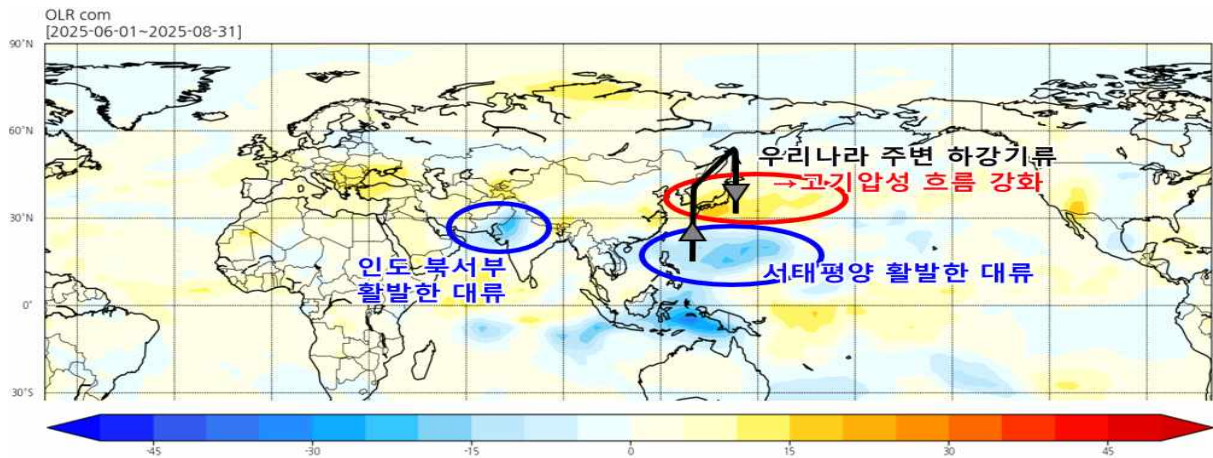 OLR com
[2025-06-01~2025-08-31]
90°N
60°N
30°N
0°
30°S
우리나라 주변 하강기류
→고기압성 흐름 강화
인도 북서부
활발한 대류
서태평양 활발한 대류
-45
-30
-15
0
15
30
45